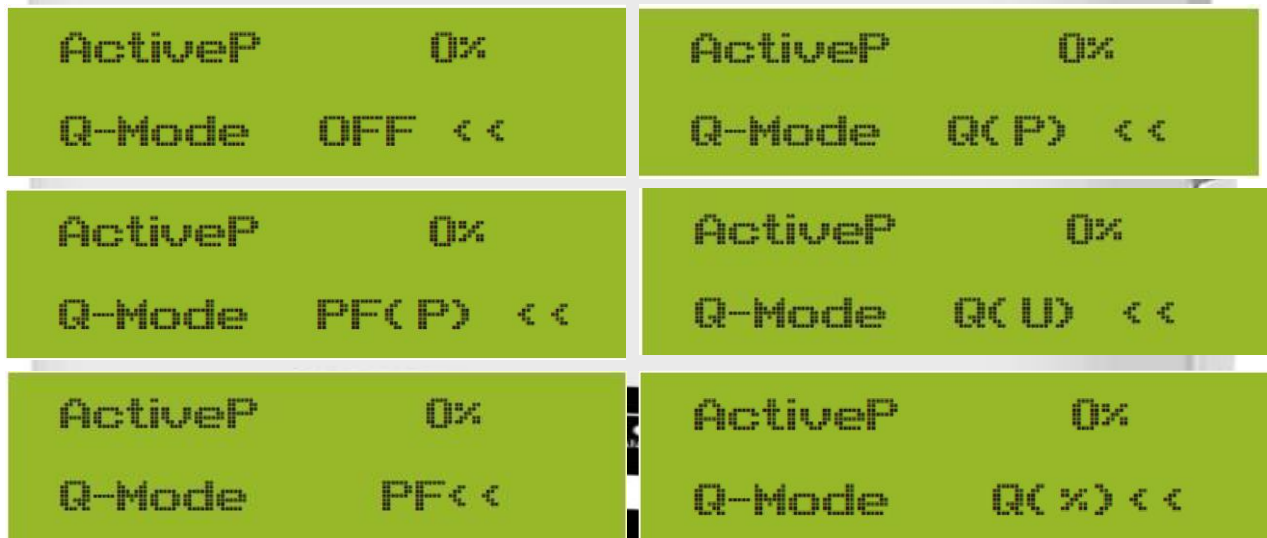 ActiveP 0%
Q-Mode OFF <<
ActiveP 0%
Q-Mode Q(P) <<
ActiveP 0%
Q-Mode PF(P) <<
ActiveP 0%
Q-Mode Q(U) <<
ActiveP 0%
Q-Mode PF<<
ActiveP 0%
Q-Mode Q(%)<<